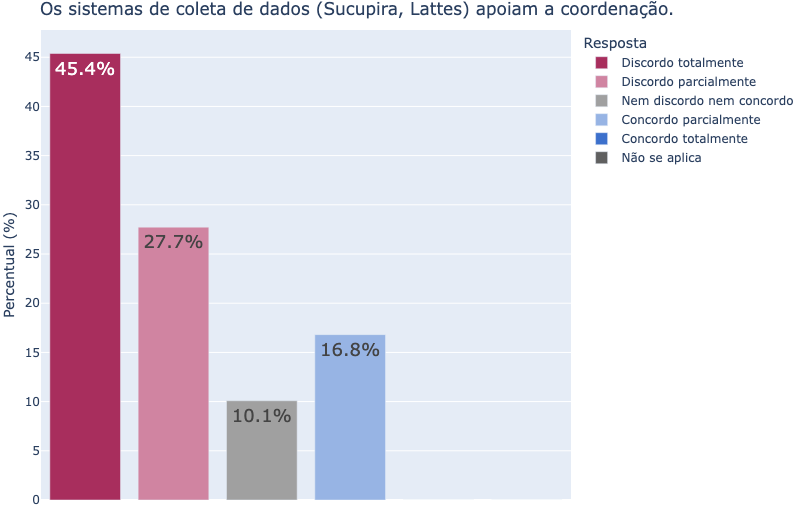 Os sistemas de coleta de dados (Sucupira, Lattes) apoiam a coordenação.
Resposta
Discordo totalmente
Discordo parcialmente
Nem discordo nem concordo
Concordo parcialmente
Concordo totalmente
Não se aplica
Percentual (%)
45
40
35
30
25
20
15
10
5
0
45.4%
27.7%
10.1%
16.8%